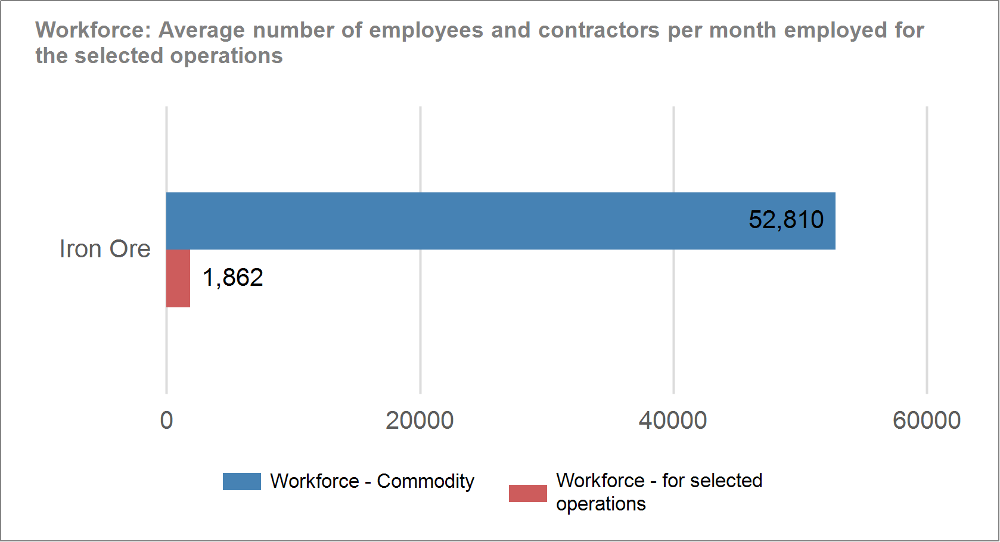 Workforce: Average number of employees and contractors per month employed for
the selected operations
52,810
Iron Ore
1,862
0 20000 40000 60000
Workforce - Commodity
Workforce - for selected
operations